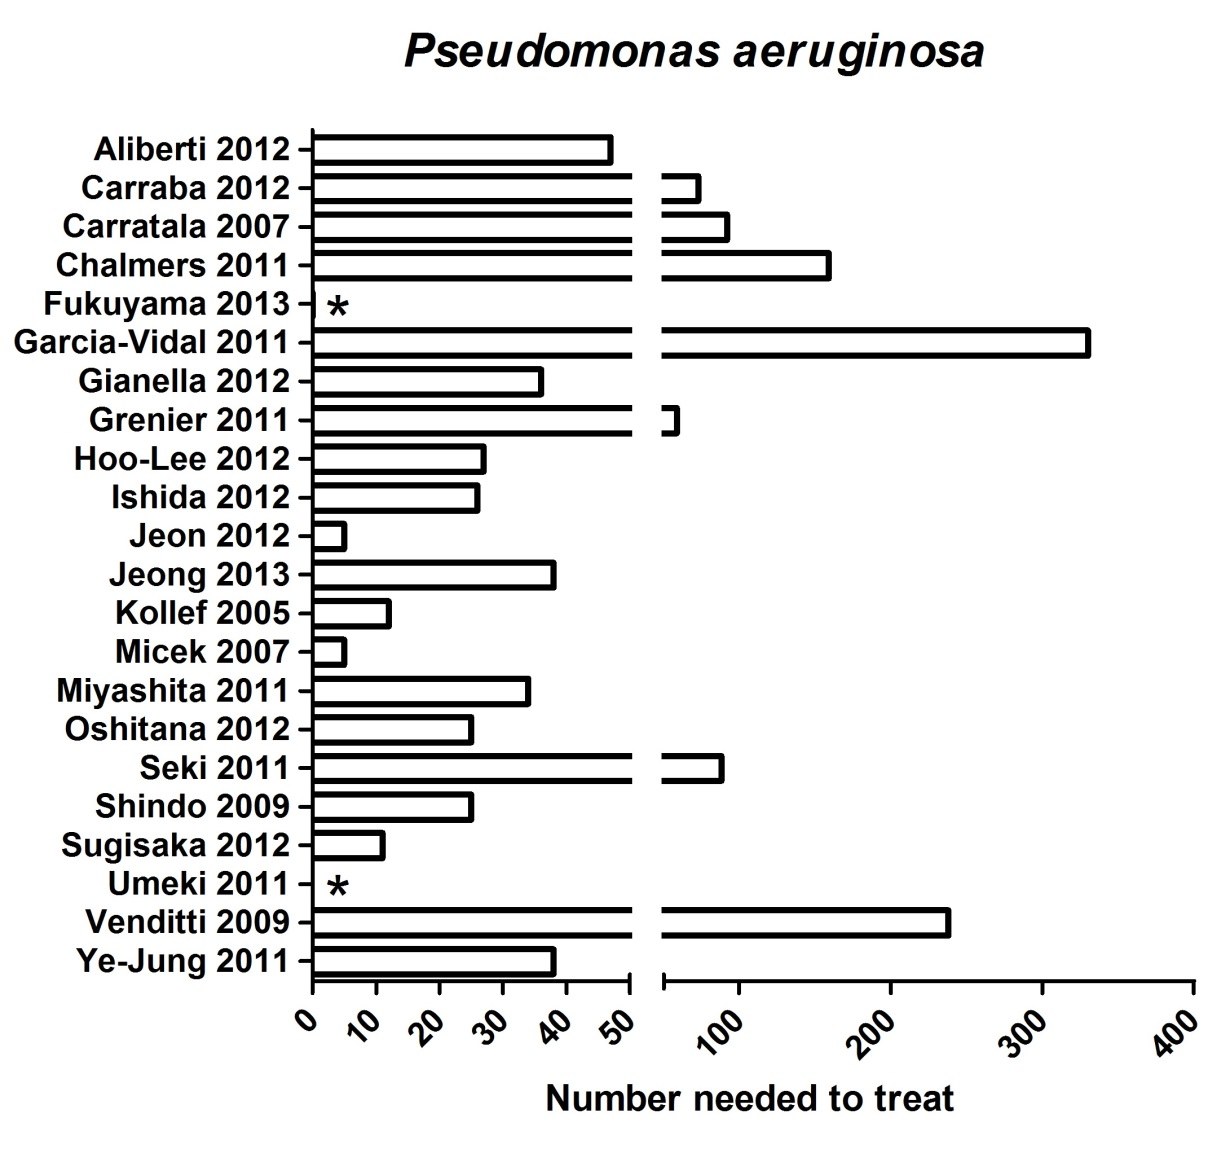 Pseudomonas aeruginosa
Aliberti 2012
Carraba 2012
Carratala 2007
Chalmers 2011
Fukuyama 2013 *
Garcia-Vidal 2011
Gianella 2012
Grenier 2011
Hoo-Lee 2012
Ishida 2012
Jeon 2012
Jeong 2013
Kollef 2005
Micek 2007
Miyashita 2011
Oshitana 2012
Seki 2011
Shindo 2009
Sugisaka 2012
Umeki 2011 *
Venditti 2009
Ye-Jung 2011
0 10 20 30 40 50 100 200 300 400
Number needed to treat